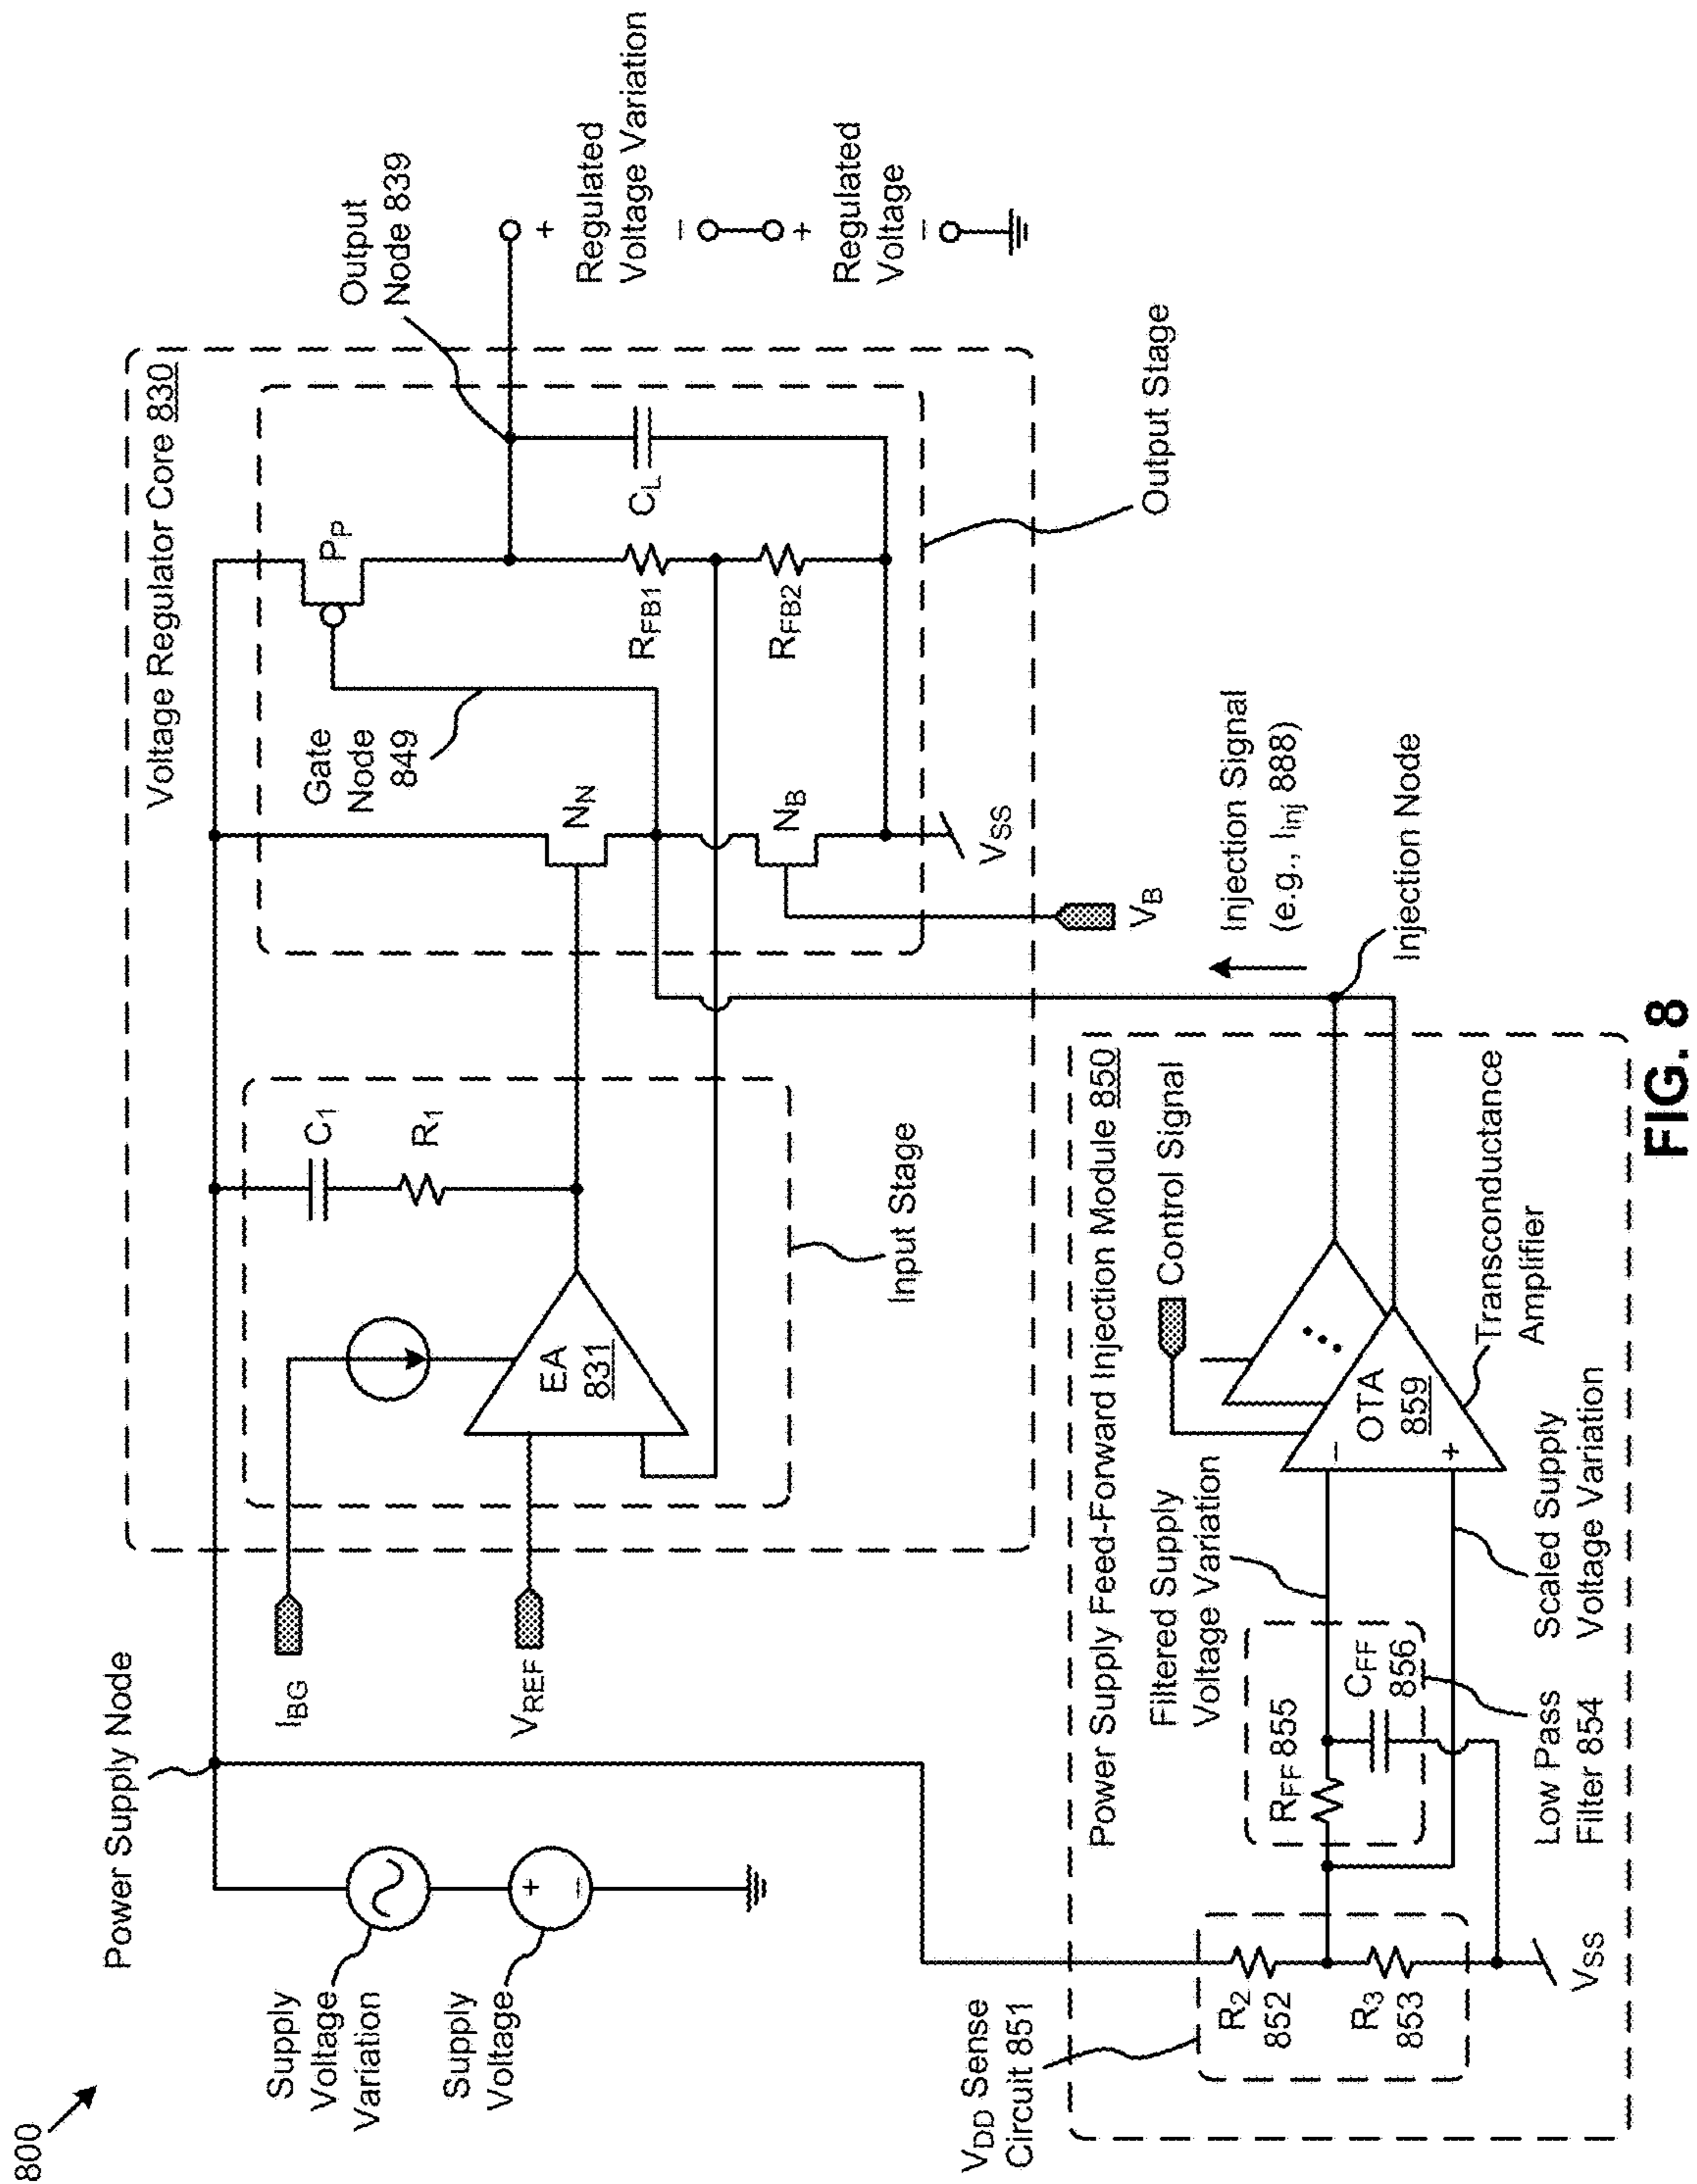 800
Power Supply Node
Supply
Voltage
Variation
Supply
Voltage
I_BG
V_REF
Voltage Regulator Core 830
C1
R1
EA
831
Input Stage
Gate
Node
849
N_N
N_B
V_B
V_SS
P_P
R_FB1
R_FB2
C_L
Output Stage
Output
Node 839
+
Regulated
Voltage Variation
−
+
Regulated
Voltage
−
Injection Signal
(e.g., I_inj 888)
Injection Node
Power Supply Feed-Forward Injection Module 850
V_DD Sense
Circuit 851
R2
852
R3
853
V_SS
R_FF 855
C_FF
856
Low Pass
Filter 854
Filtered Supply
Voltage Variation
Scaled Supply
Voltage Variation
Control Signal
−
OTA
859
+
Transconductance
Amplifier
+
−
FIG. 8